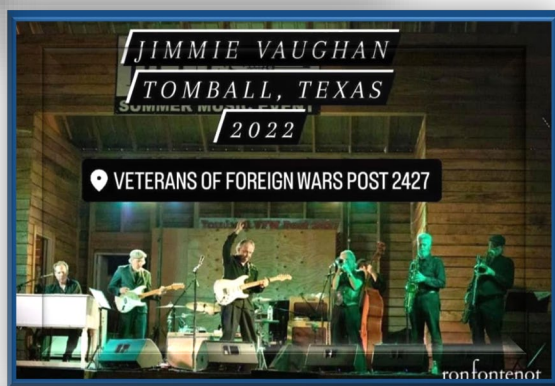 JIMMIE VAUGHAN
TOMBALL, TEXAS
SUMMER MUSIC EVENT
2022
VETERANS OF FOREIGN WARS POST 2427
ronfontenot